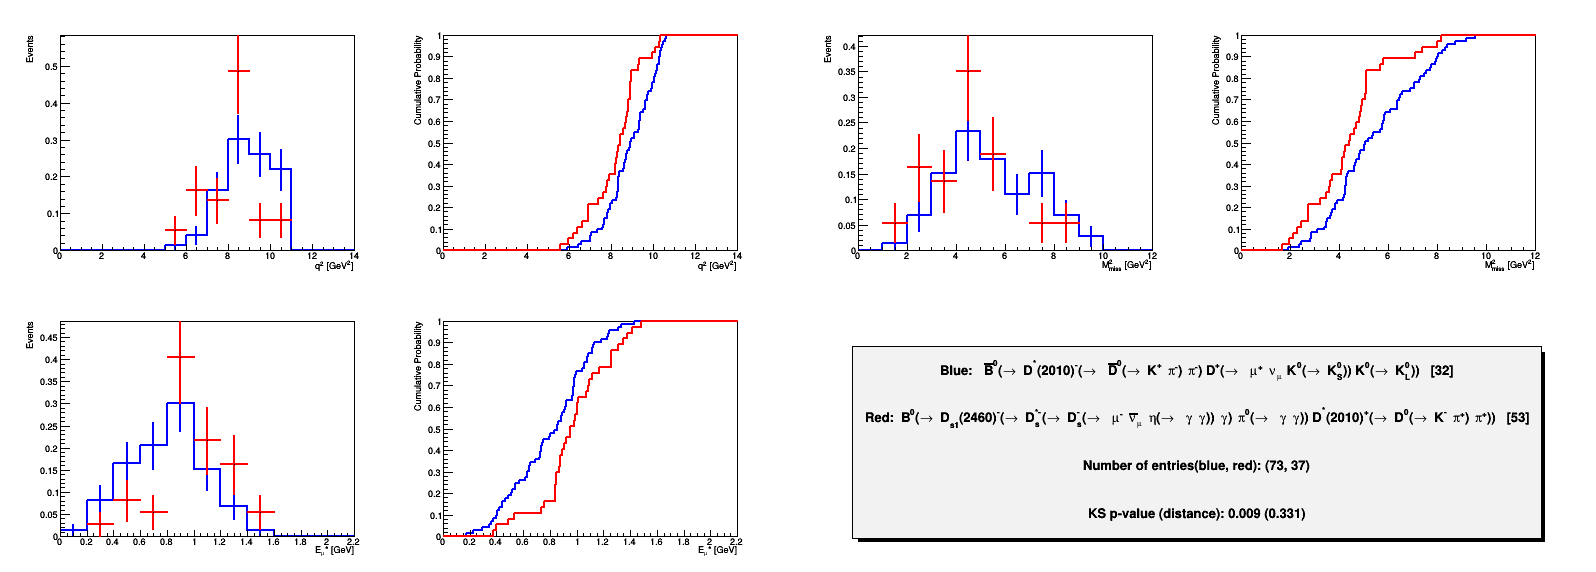 Events
0.5
0.4
0.3
0.2
0.1
0
0 2 4 6 8 10 12 14
q² [GeV²]
Cumulative Probability
1
0.9
0.8
0.7
0.6
0.5
0.4
0.3
0.2
0.1
0
0 2 4 6 8 10 12 14
q² [GeV²]
Events
0.4
0.35
0.3
0.25
0.2
0.15
0.1
0.05
0
0 2 4 6 8 10 12
M²miss [GeV²]
Cumulative Probability
1
0.9
0.8
0.7
0.6
0.5
0.4
0.3
0.2
0.1
0
0 2 4 6 8 10 12
M²miss [GeV²]
Events
0.45
0.4
0.35
0.3
0.25
0.2
0.15
0.1
0.05
0
0 0.2 0.4 0.6 0.8 1 1.2 1.4 1.6 1.8 2 2.2
Eμ* [GeV]
Cumulative Probability
1
0.9
0.8
0.7
0.6
0.5
0.4
0.3
0.2
0.1
0
0 0.2 0.4 0.6 0.8 1 1.2 1.4 1.6 1.8 2 2.2
Eμ* [GeV]
Blue: B̅⁰(→ D*(2010)⁻(→ D̅⁰(→ K⁺ π⁻) π⁻) D⁺(→ μ⁺ νμ K⁰(→ K⁰S)) K⁰(→ K⁰L)) [32]
Red: B⁰(→ Ds1(2460)⁻(→ D*s⁻(→ Ds⁻(→ μ⁻ ν̅μ η(→ γ γ)) γ) π⁰(→ γ γ)) D*(2010)⁺(→ D⁰(→ K⁻ π⁺) π⁺)) [53]
Number of entries(blue, red): (73, 37)
KS p-value (distance): 0.009 (0.331)